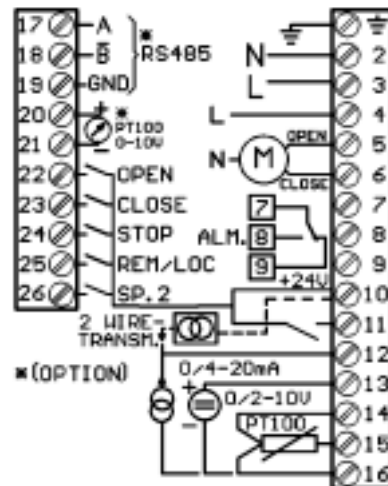 17 A
18 B̅ * RS485
19 GND
20 + *
PT100
0-10V
21 −
22 OPEN
23 CLOSE
24 STOP
25 REM/LOC
26 SP.2
2 WIRE-
TRANSM.
*(OPTION)
N 2
L 3
L 4
OPEN 5
N M
CLOSE 6
7 7
ALM. 8 8
9 9
+24V 10
11
12
0/4-20mA
+ 13
0/2-10V
14
PT100
− 15
16